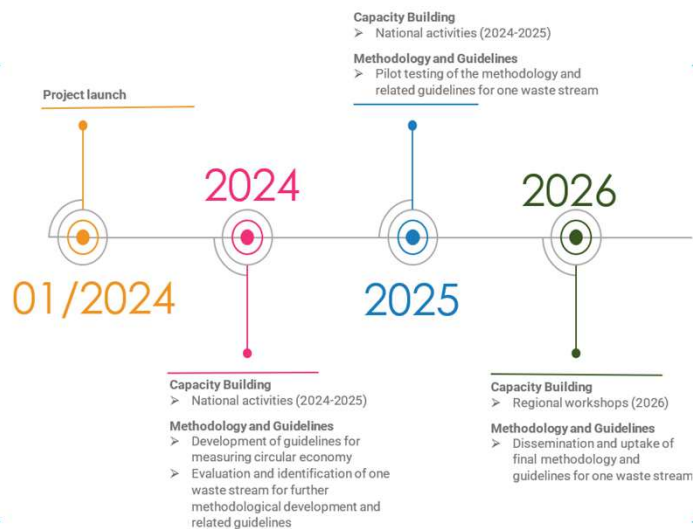 Capacity Building
➤ National activities (2024-2025)
Methodology and Guidelines
➤ Pilot testing of the methodology and
related guidelines for one waste stream
Project launch
2024
2026
01/2024
2025
Capacity Building
➤ National activities (2024-2025)
Methodology and Guidelines
➤ Development of guidelines for
measuring circular economy
➤ Evaluation and identification of one
waste stream for further
methodological development and
related guidelines
Capacity Building
➤ Regional workshops (2026)
Methodology and Guidelines
➤ Dissemination and uptake of
final methodology and
guidelines for one waste stream